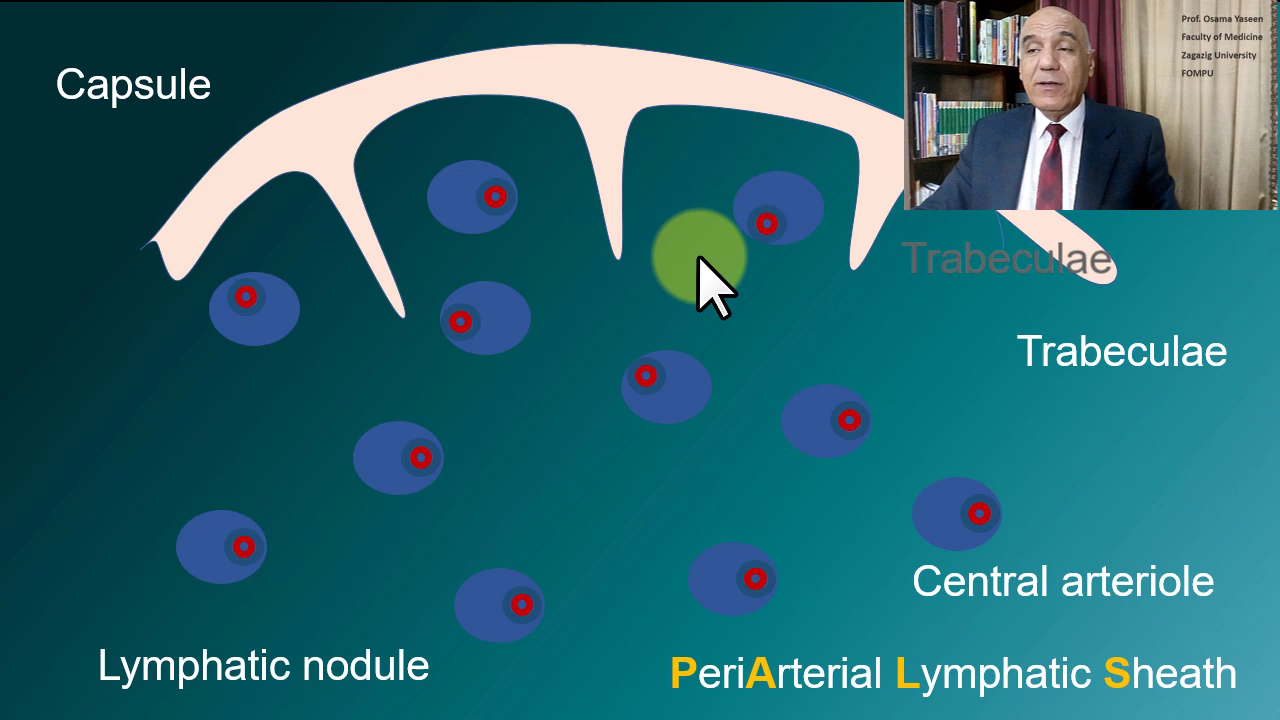 Capsule
Prof. Osama Yaseen
Faculty of Medicine
Zagazig University
FOMPU
Trabeculae
Trabeculae
Central arteriole
Lymphatic nodule
PeriArterial Lymphatic Sheath